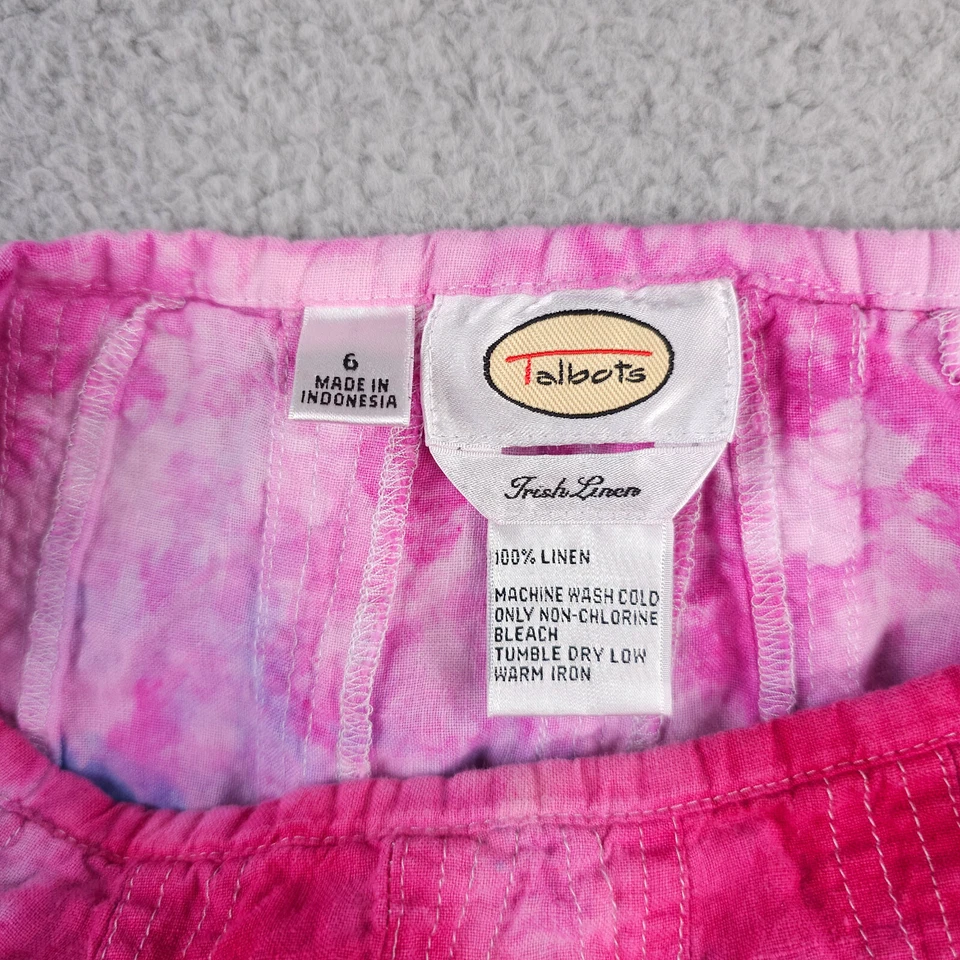 6
MADE IN
INDONESIA
Talbots
Irish Linen
100% LINEN
MACHINE WASH COLD
ONLY NON-CHLORINE
BLEACH
TUMBLE DRY LOW
WARM IRON